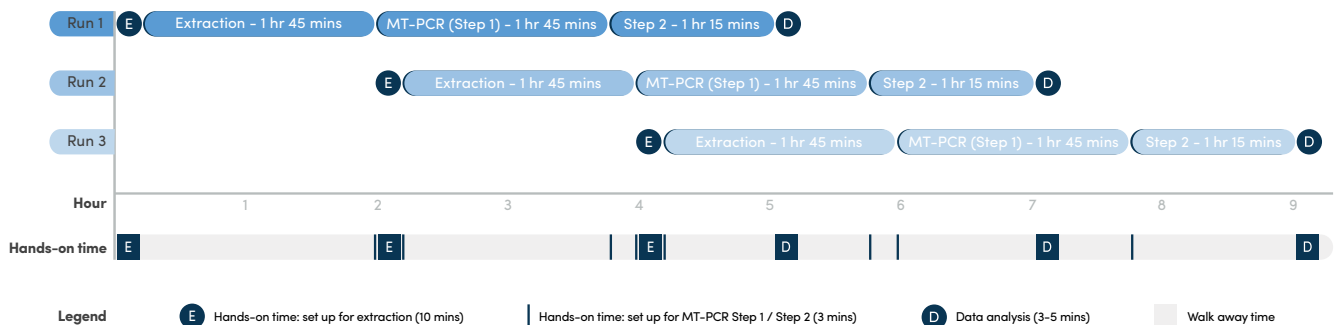 Run 1 E Extraction - 1 hr 45 mins MT-PCR (Step 1) - 1 hr 45 mins Step 2 - 1 hr 15 mins D
Run 2 E Extraction - 1 hr 45 mins MT-PCR (Step 1) - 1 hr 45 mins Step 2 - 1 hr 15 mins D
Run 3 E Extraction - 1 hr 45 mins MT-PCR (Step 1) - 1 hr 45 mins Step 2 - 1 hr 15 mins D
Hour 1 2 3 4 5 6 7 8 9
Hands-on time E E E D D D
Legend E Hands-on time: set up for extraction (10 mins) Hands-on time: set up for MT-PCR Step 1 / Step 2 (3 mins) D Data analysis (3-5 mins) Walk away time